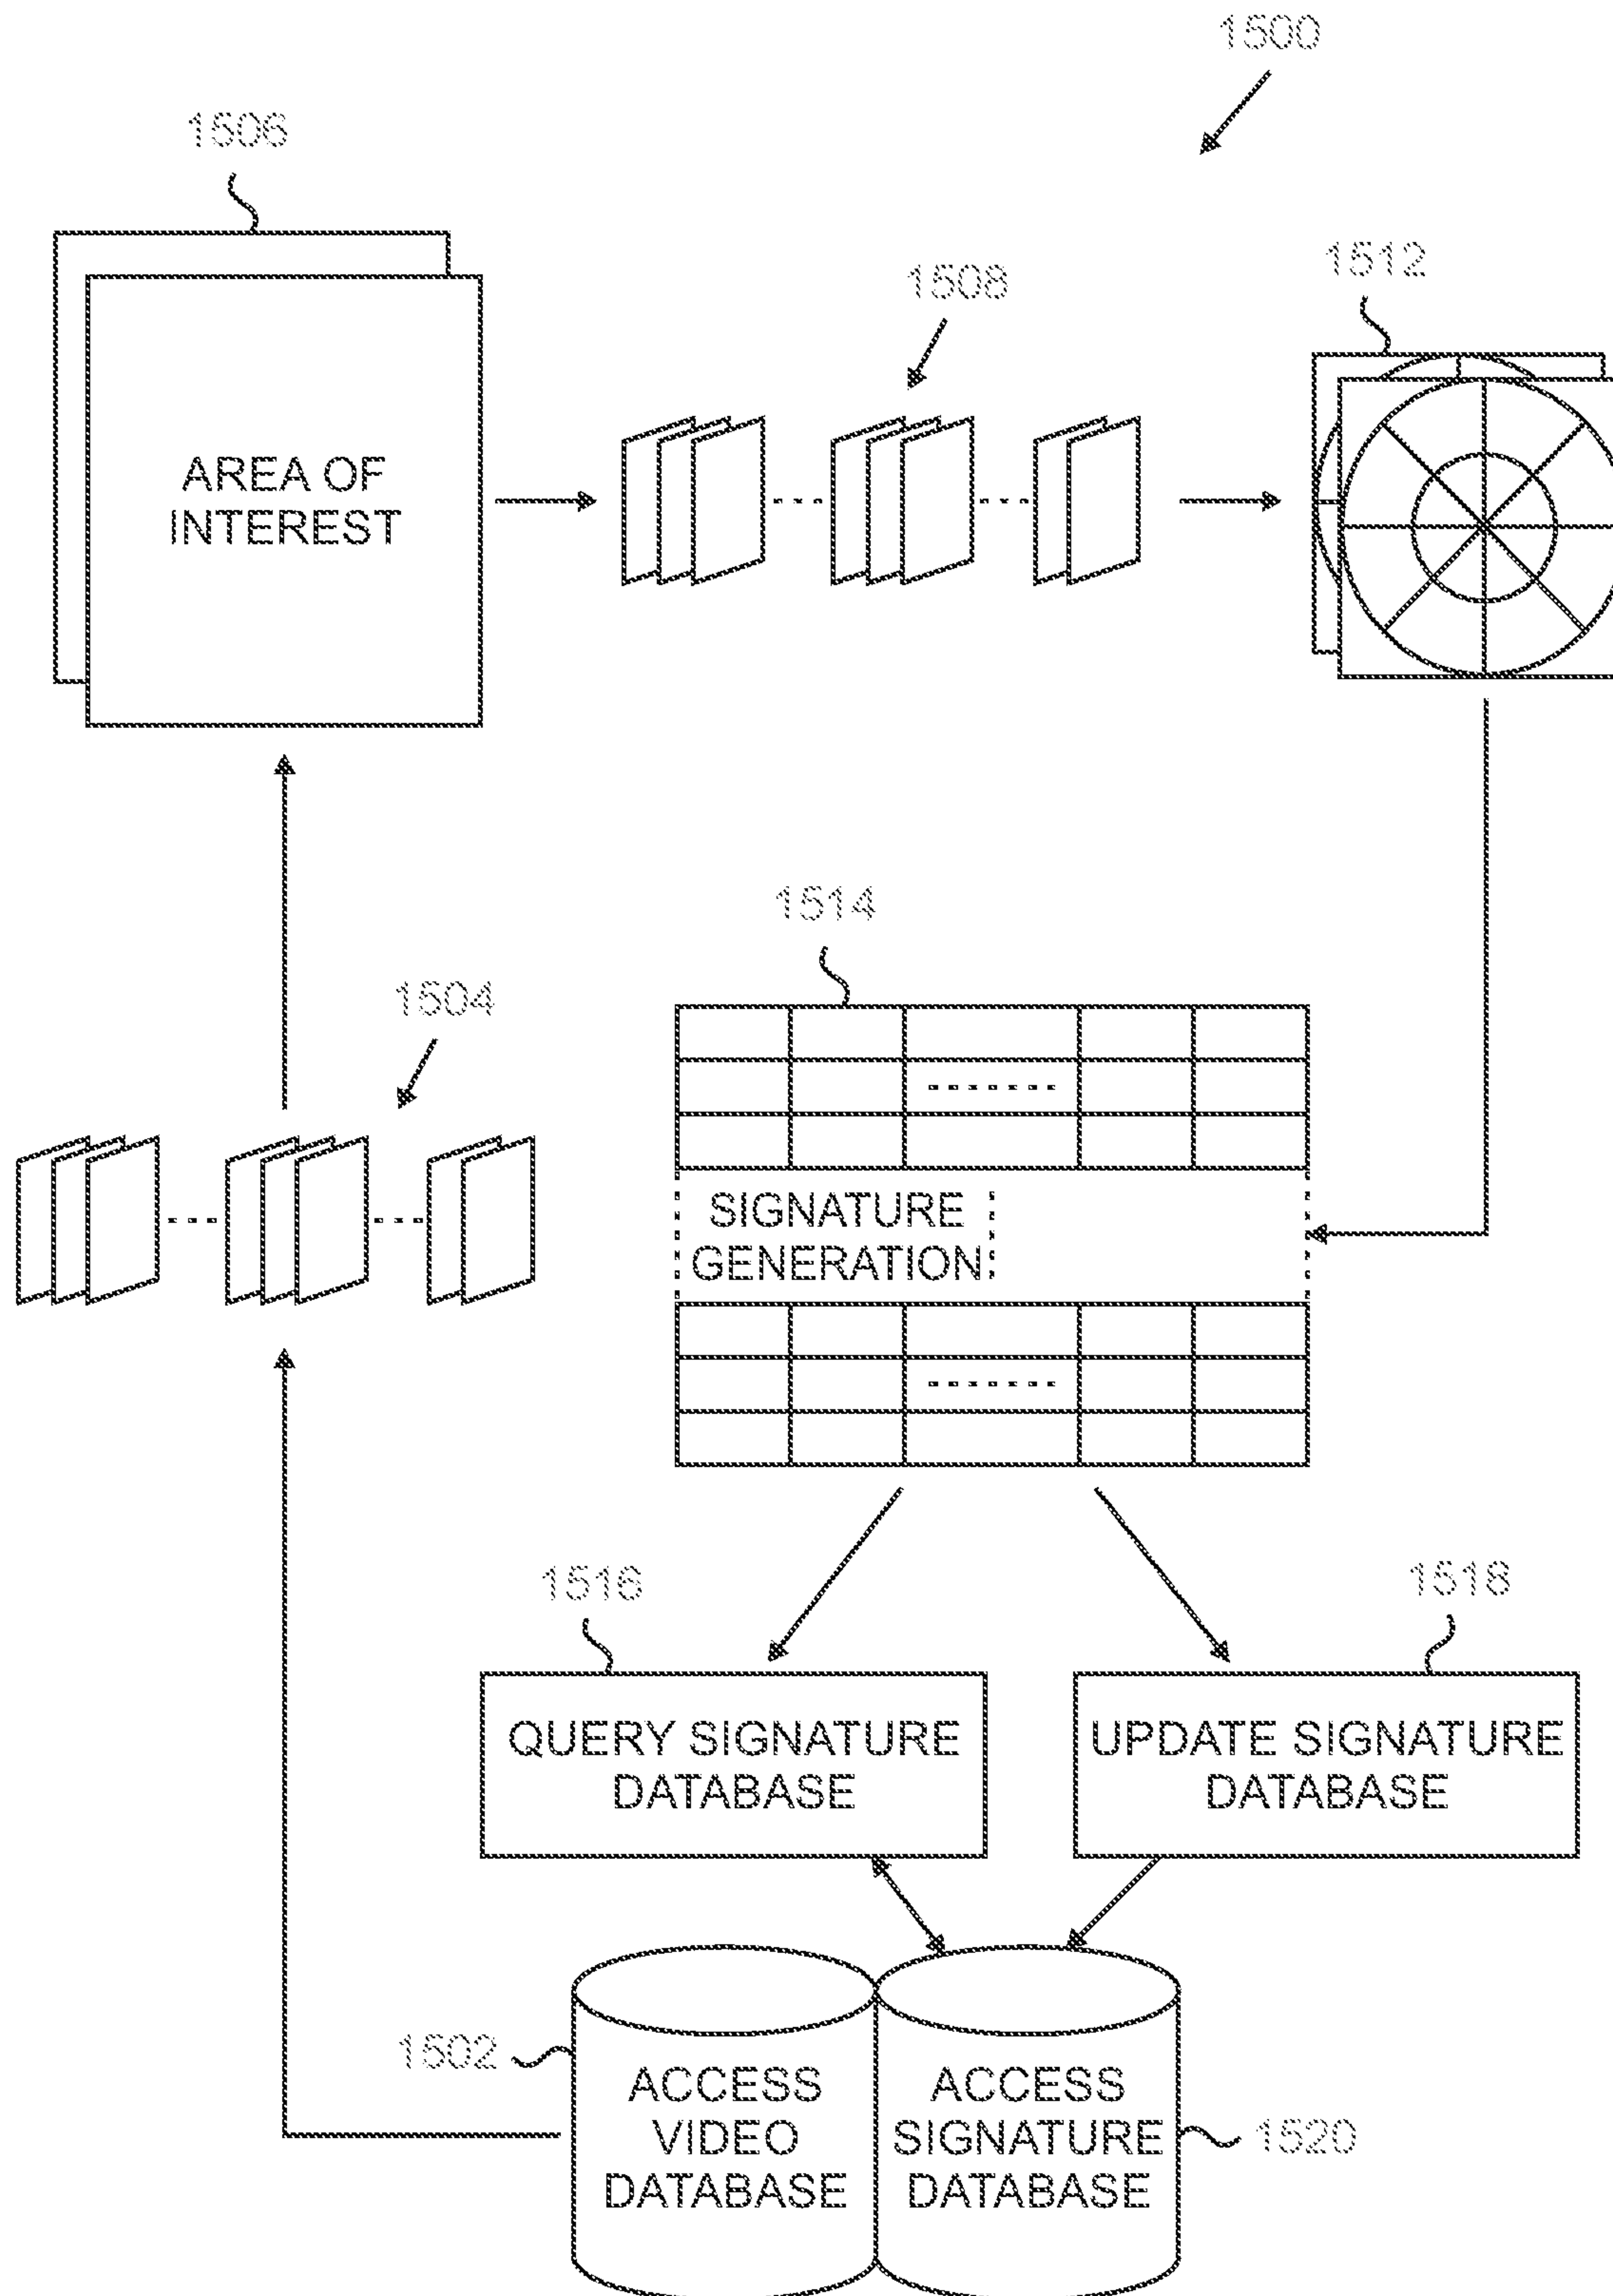 1500
1506
1508
1512
AREA OF
INTEREST
1514
1504
SIGNATURE
GENERATION
1516
1518
QUERY SIGNATURE
DATABASE
UPDATE SIGNATURE
DATABASE
1502
ACCESS
VIDEO
DATABASE
ACCESS
SIGNATURE
DATABASE
1520